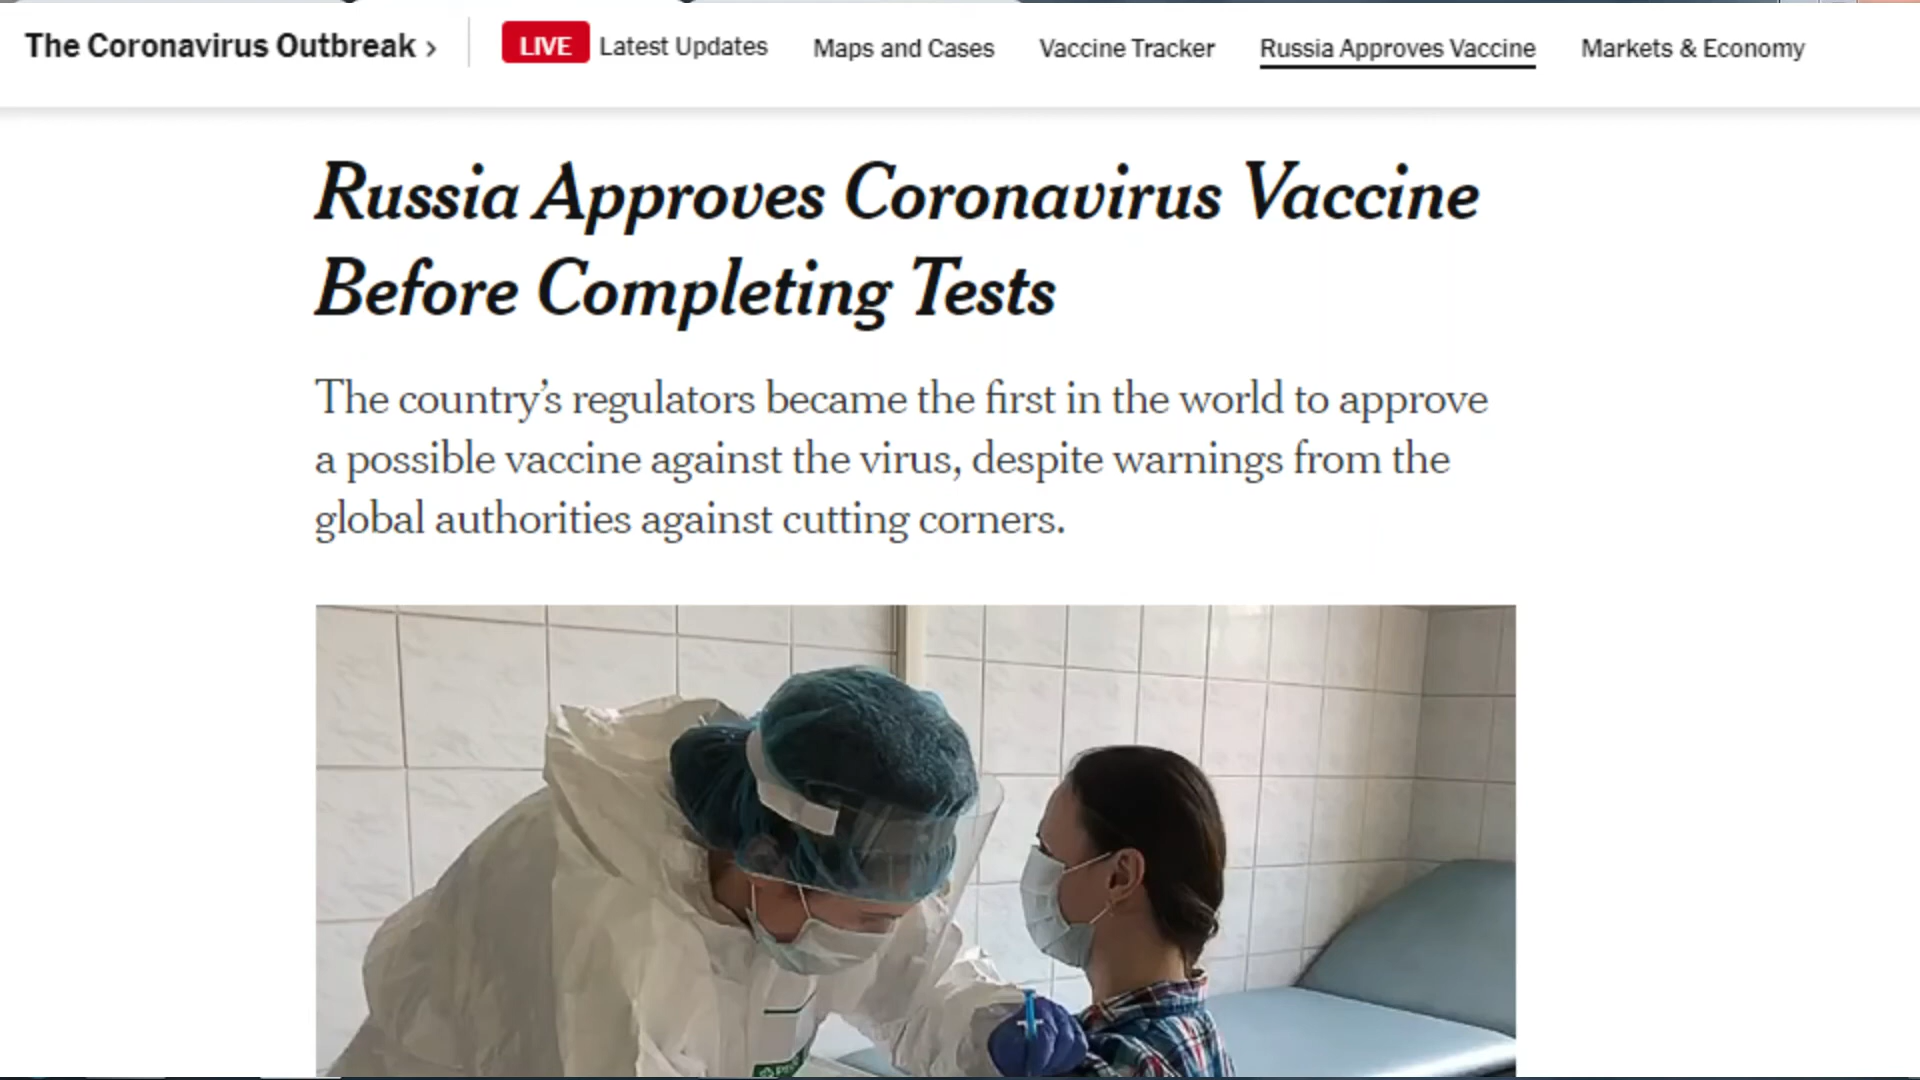 The Coronavirus Outbreak ›
LIVE Latest Updates
Maps and Cases
Vaccine Tracker
Russia Approves Vaccine
Markets & Economy
Russia Approves Coronavirus Vaccine
Before Completing Tests
The country’s regulators became the first in the world to approve
a possible vaccine against the virus, despite warnings from the
global authorities against cutting corners.